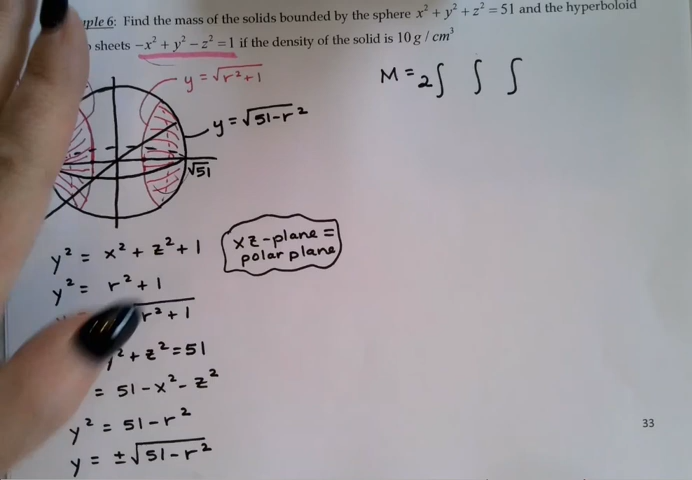 ple 6: Find the mass of the solids bounded by the sphere x² + y² + z² = 51 and the hyperboloid
sheets −x² + y² − z² = 1 if the density of the solid is 10 g / cm³
y = √(r² + 1)
M = 2∫ ∫ ∫
y = √(51 − r²)
√51
xz-plane =
polar plane
y² = x² + z² + 1
y² = r² + 1
r² + 1
y² + z² = 51
= 51 − x² − z²
y² = 51 − r²
y = ±√(51 − r²)
33